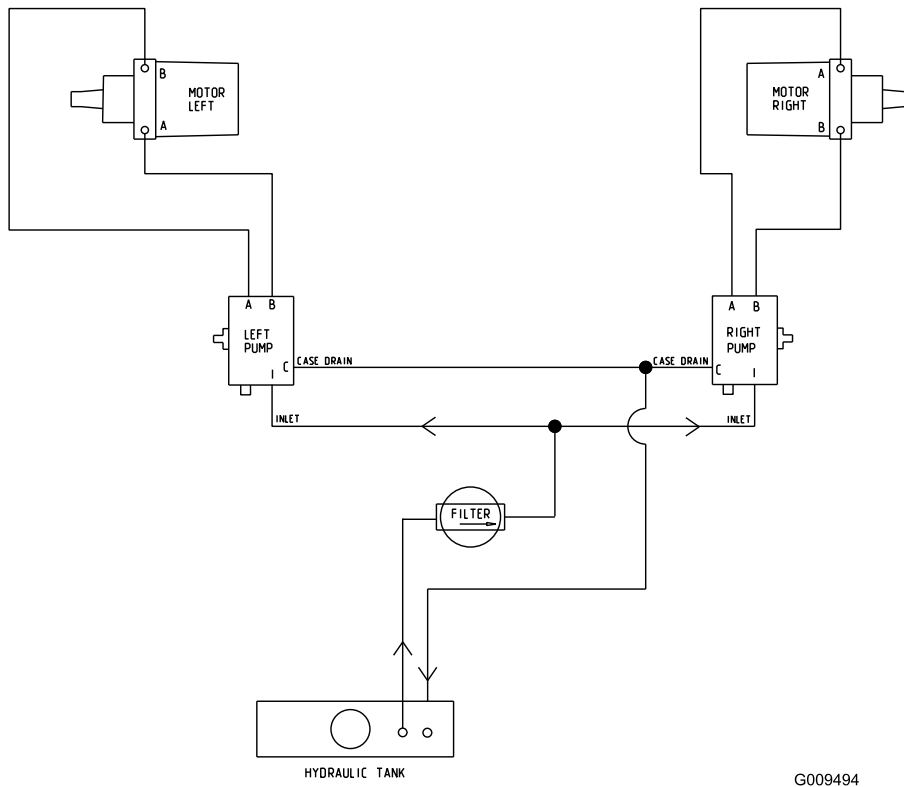 B
MOTOR
LEFT
A
A
MOTOR
RIGHT
B
A B
LEFT
PUMP
C
I
CASE DRAIN
CASE DRAIN
A B
RIGHT
PUMP
C
I
INLET
INLET
FILTER
HYDRAULIC TANK
G009494